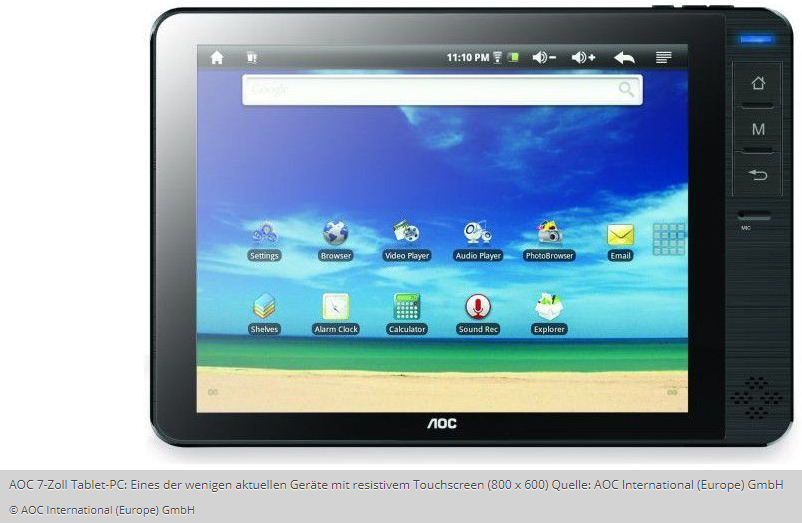 11:10 PM
Google
Settings Browser Video Player Audio Player PhotoBrowser Email
Shelves Alarm Clock Calculator Sound Rec Explorer
M
MIC
AOC
AOC 7-Zoll Tablet-PC: Eines der wenigen aktuellen Geräte mit resistivem Touchscreen (800 x 600) Quelle: AOC International (Europe) GmbH
© AOC International (Europe) GmbH